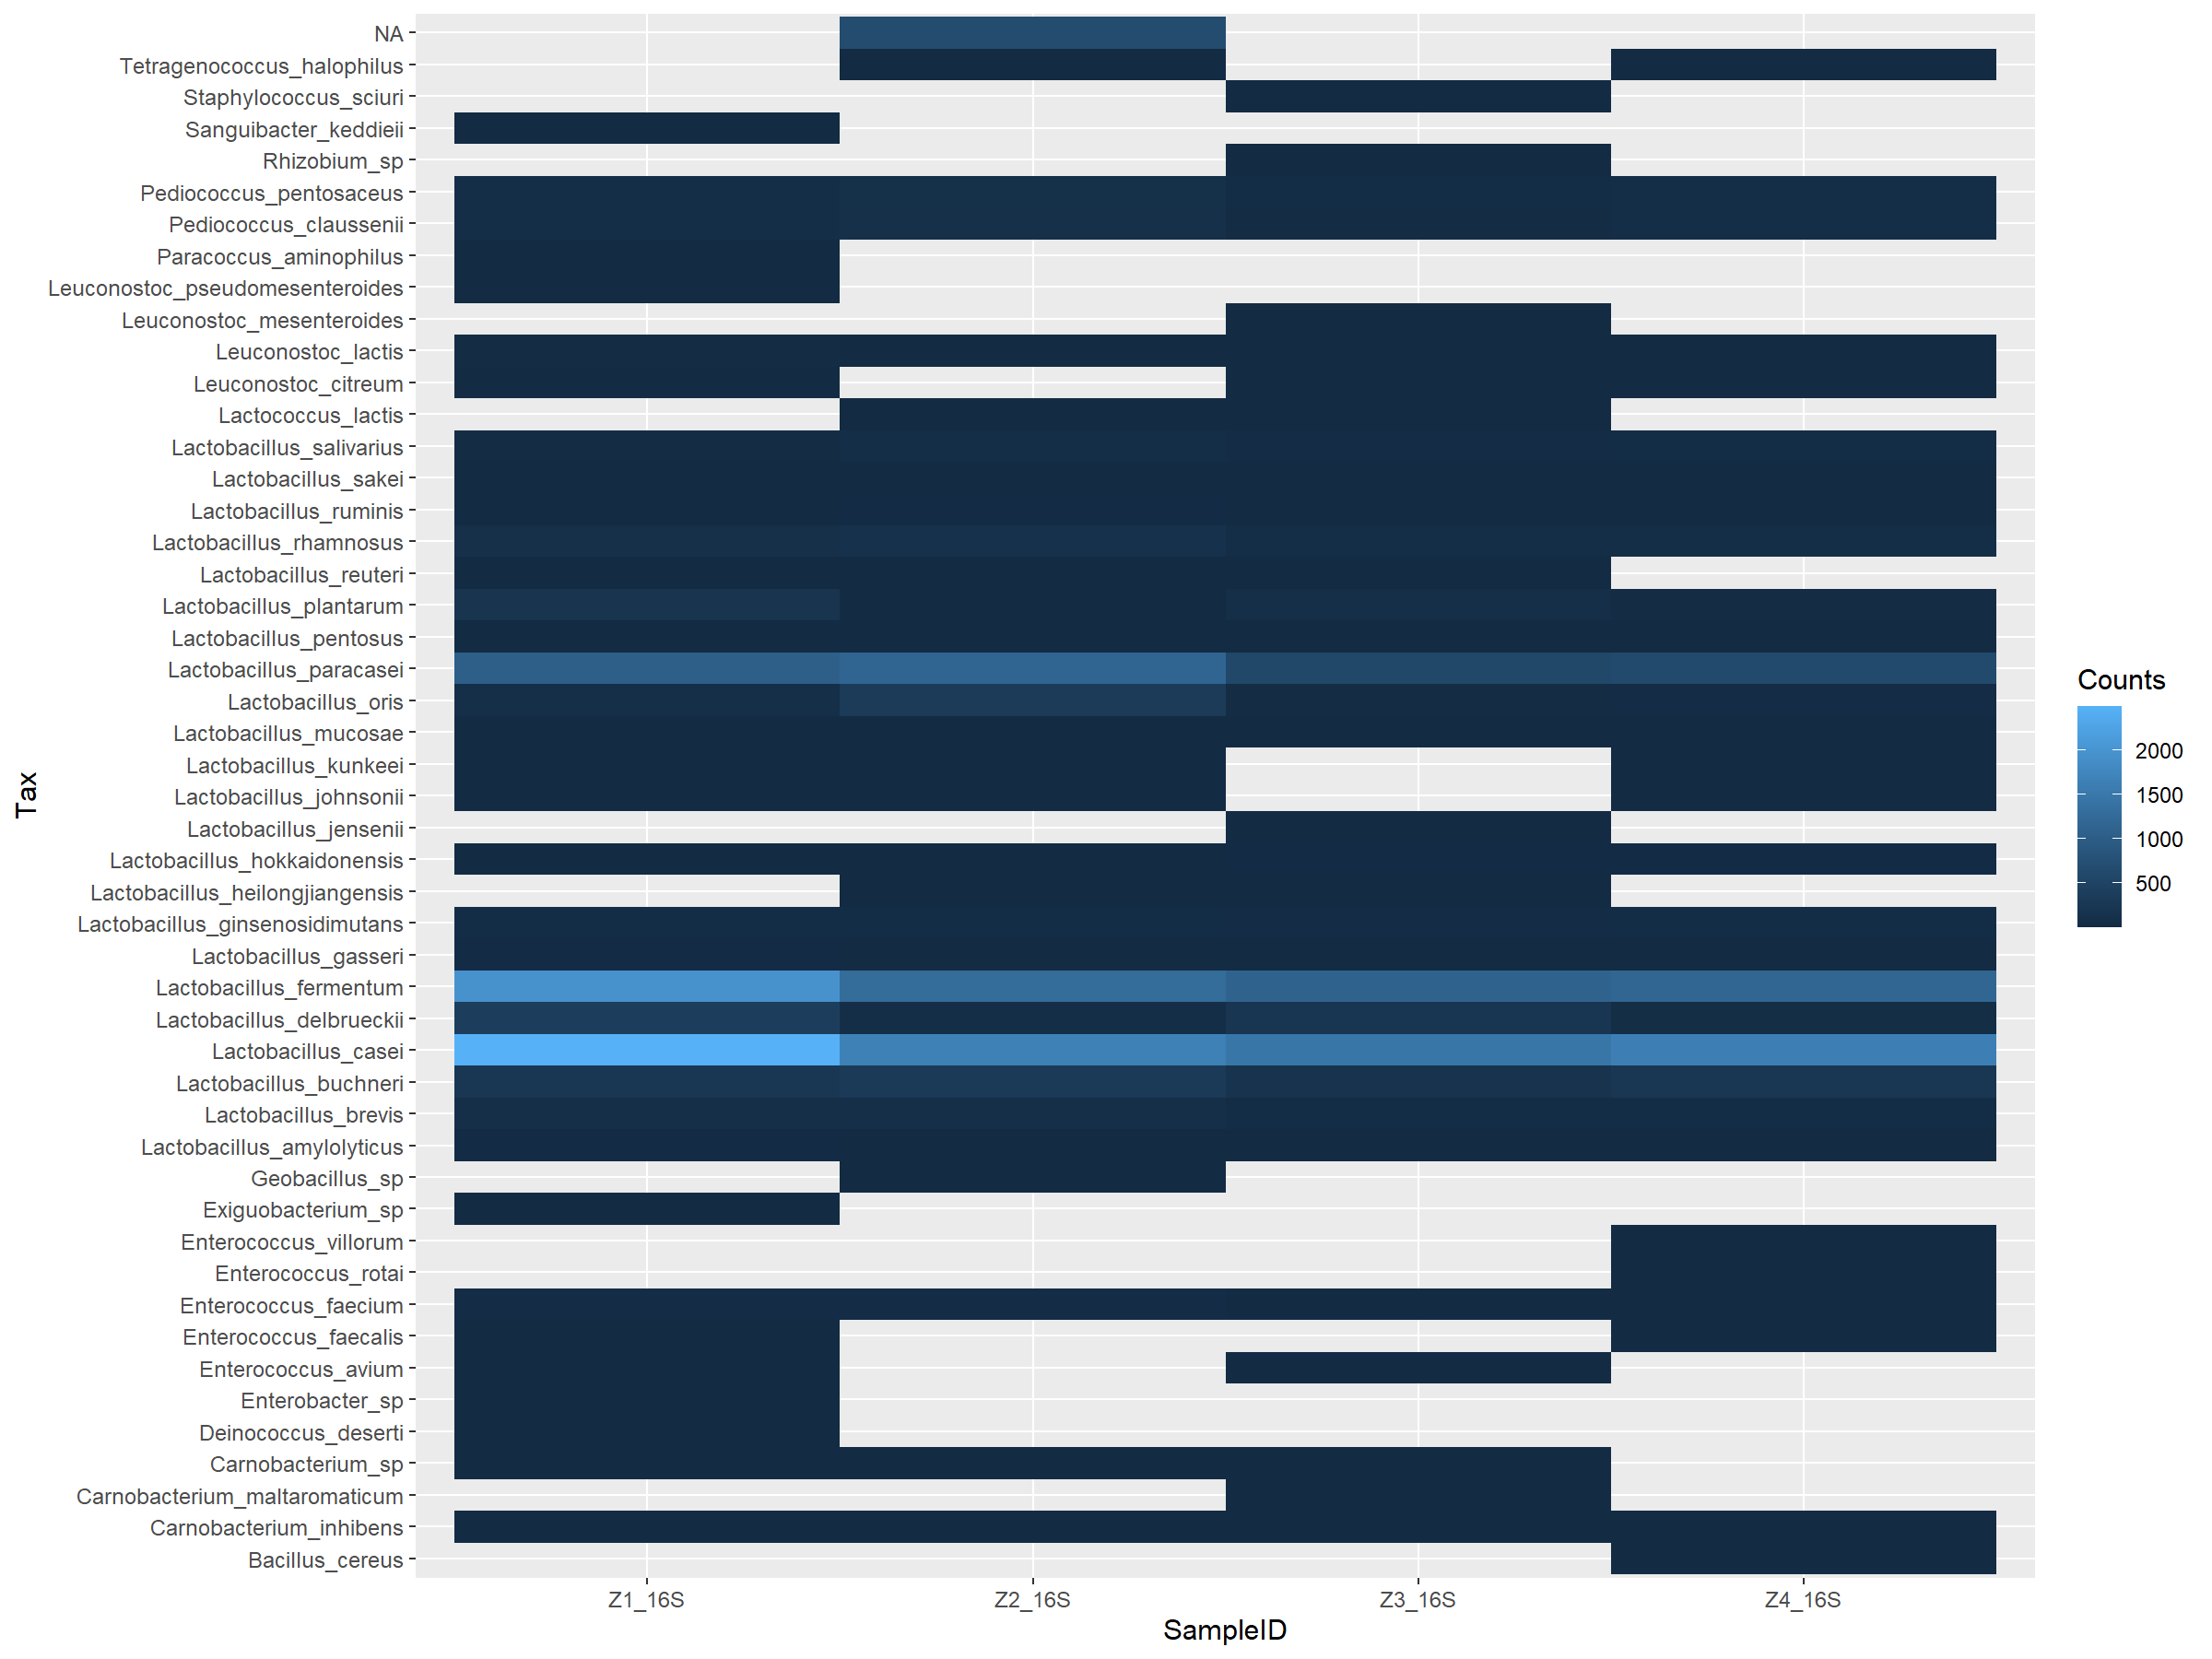 NA
Tetragenococcus_halophilus
Staphylococcus_sciuri
Sanguibacter_keddieii
Rhizobium_sp
Pediococcus_pentosaceus
Pediococcus_claussenii
Paracoccus_aminophilus
Leuconostoc_pseudomesenteroides
Leuconostoc_mesenteroides
Leuconostoc_lactis
Leuconostoc_citreum
Lactococcus_lactis
Lactobacillus_salivarius
Lactobacillus_sakei
Lactobacillus_ruminis
Lactobacillus_rhamnosus
Lactobacillus_reuteri
Lactobacillus_plantarum
Lactobacillus_pentosus
Lactobacillus_paracasei
Lactobacillus_oris
Lactobacillus_mucosae
Lactobacillus_kunkeei
Lactobacillus_johnsonii
Lactobacillus_jensenii
Lactobacillus_hokkaidonensis
Lactobacillus_heilongjiangensis
Lactobacillus_ginsenosidimutans
Lactobacillus_gasseri
Lactobacillus_fermentum
Lactobacillus_delbrueckii
Lactobacillus_casei
Lactobacillus_buchneri
Lactobacillus_brevis
Lactobacillus_amylolyticus
Geobacillus_sp
Exiguobacterium_sp
Enterococcus_villorum
Enterococcus_rotai
Enterococcus_faecium
Enterococcus_faecalis
Enterococcus_avium
Enterobacter_sp
Deinococcus_deserti
Carnobacterium_sp
Carnobacterium_maltaromaticum
Carnobacterium_inhibens
Bacillus_cereus
Tax
Z1_16S Z2_16S Z3_16S Z4_16S
SampleID
Counts
2000
1500
1000
500